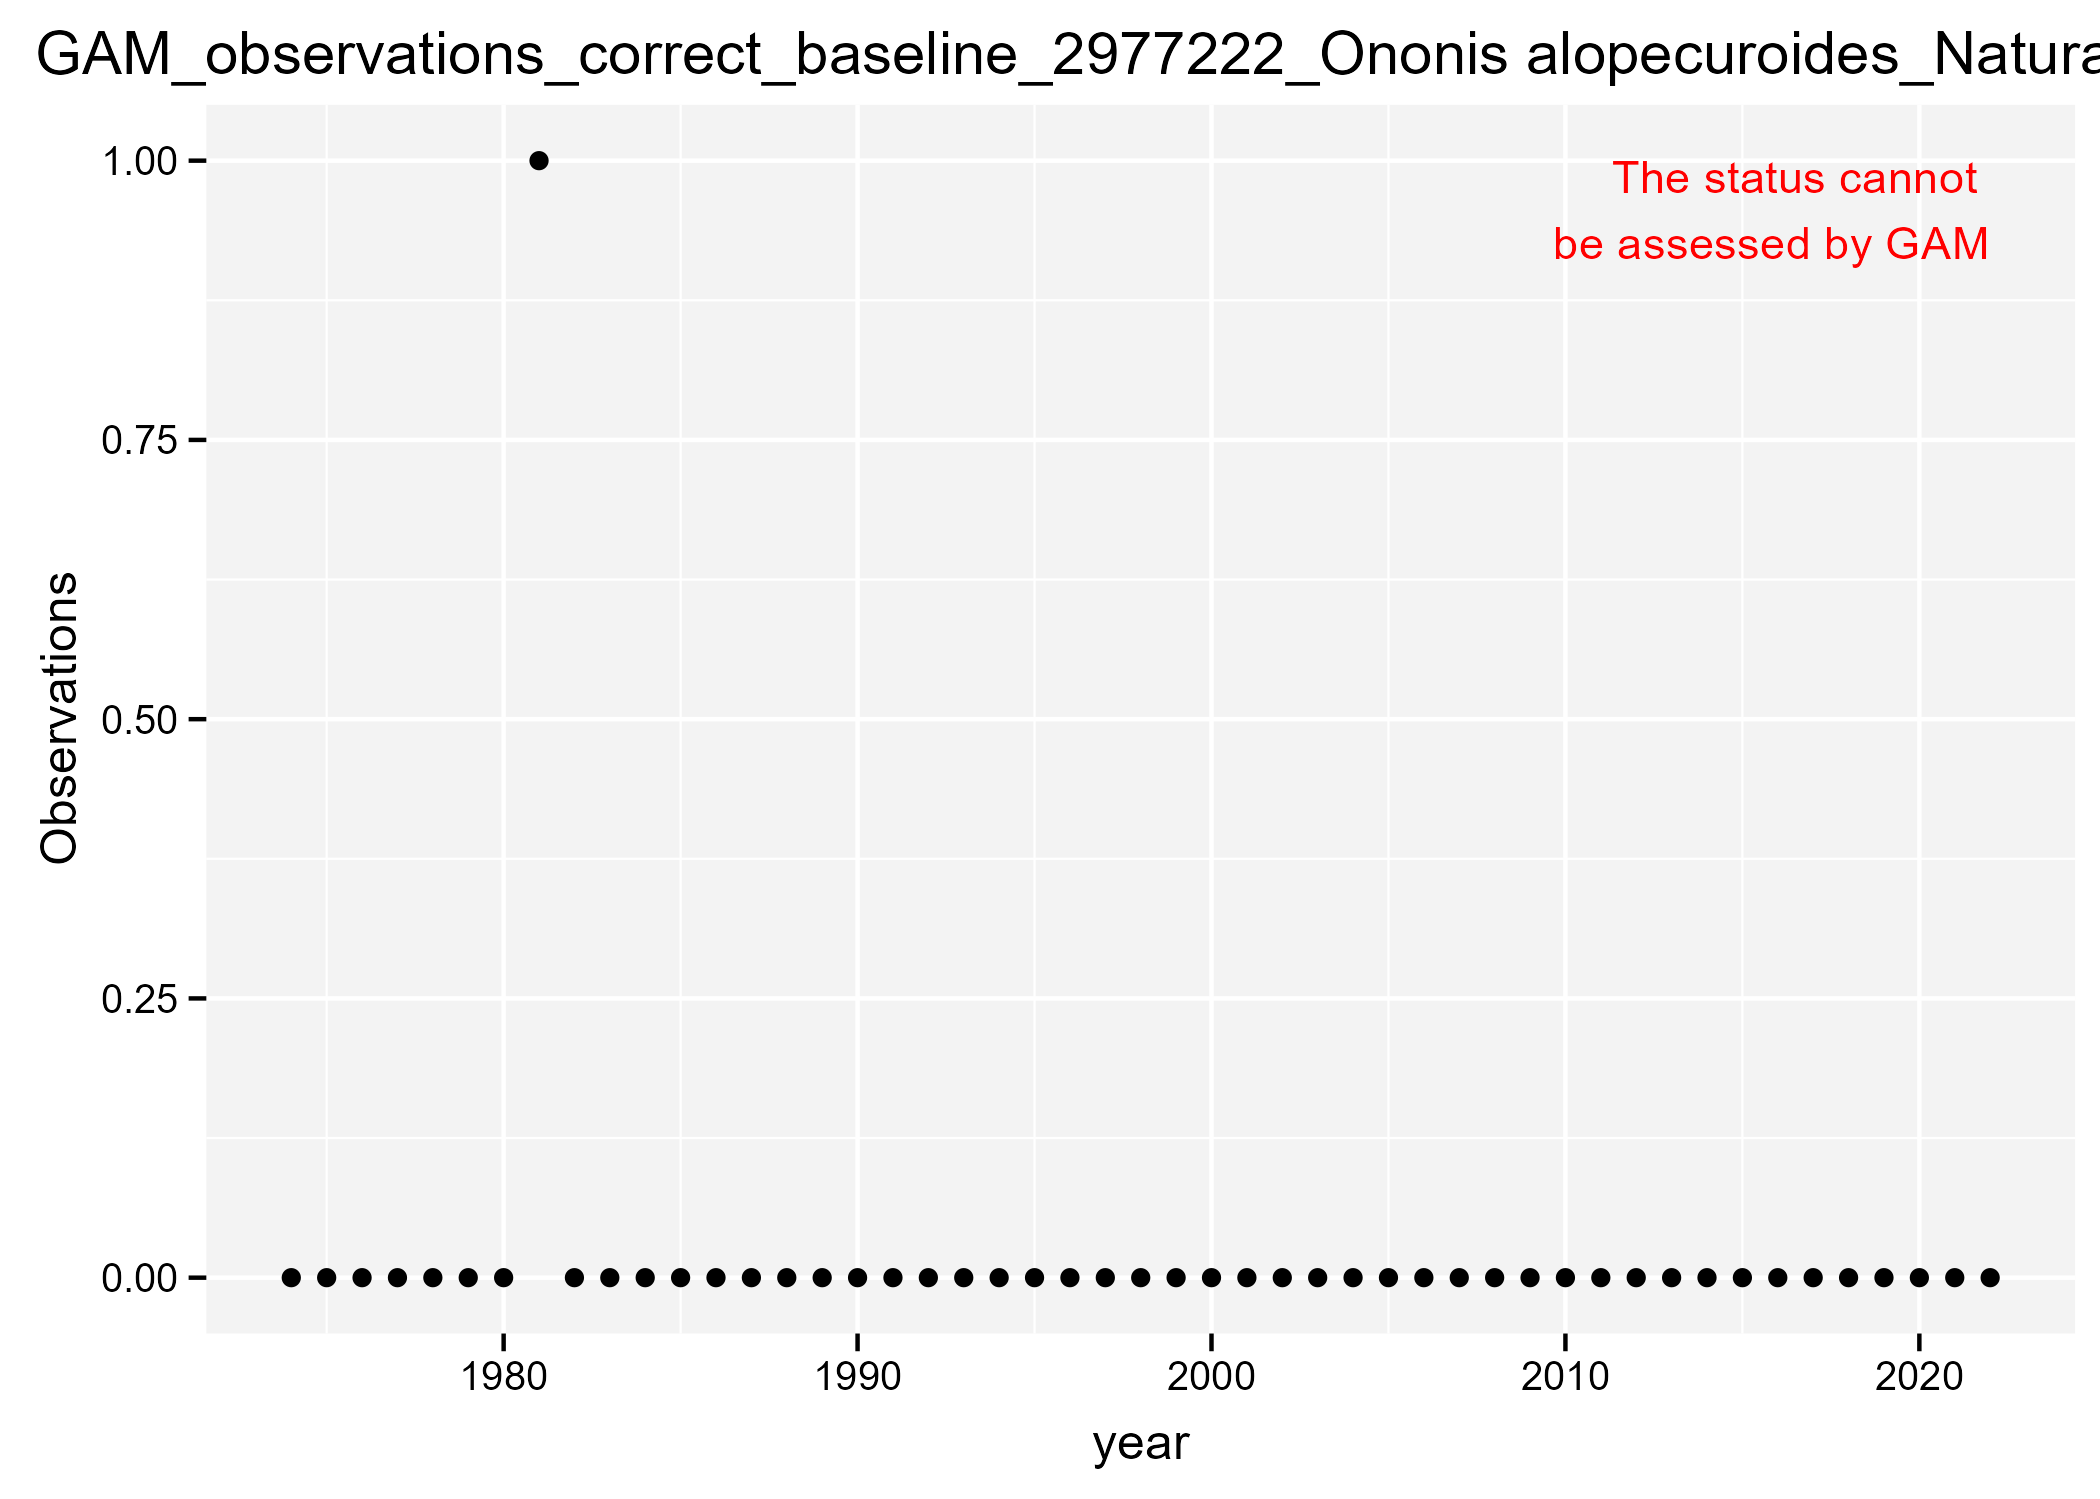 GAM_observations_correct_baseline_2977222_Ononis alopecuroides_Natura
1.00
The status cannot
be assessed by GAM
0.75
0.50
Observations
0.25
0.00
1980 1990 2000 2010 2020
year